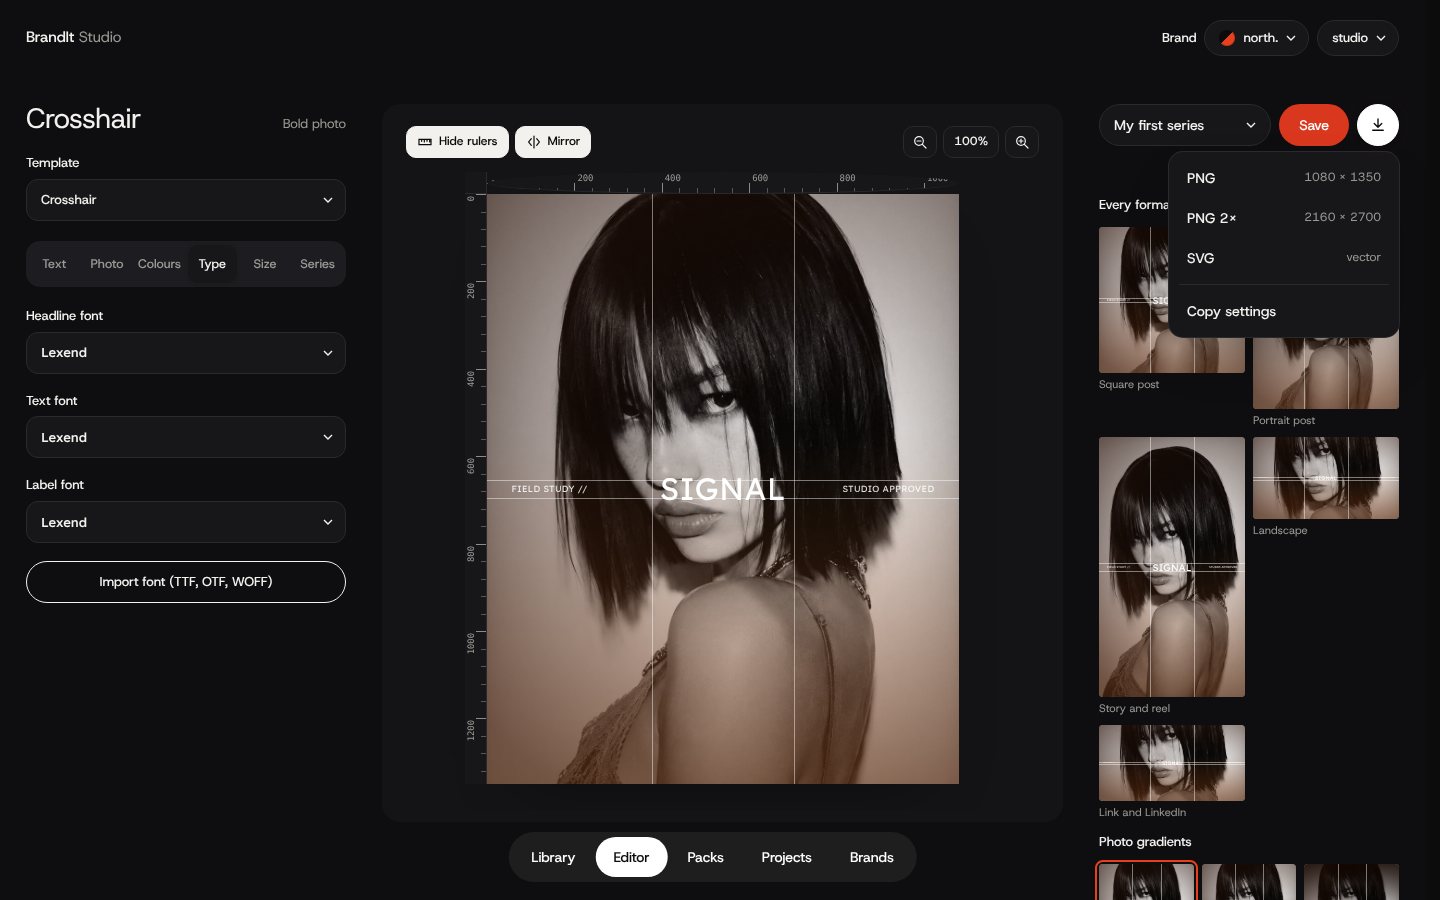 BrandIt Studio
Brand
north.
studio
Crosshair
Bold photo
Template
Crosshair
Text
Photo
Colours
Type
Size
Series
Headline font
Lexend
Text font
Lexend
Label font
Lexend
Import font (TTF, OTF, WOFF)
Hide rulers
Mirror
100%
200
400
600
800
0
200
400
600
800
1000
1200
FIELD STUDY //
SIGNAL
STUDIO APPROVED
Library
Editor
Packs
Projects
Brands
My first series
Save
PNG
1080 × 1350
PNG 2×
2160 × 2700
SVG
vector
Copy settings
Every forma
Square post
Portrait post
SIGNAL
Landscape
SIGNAL
Story and reel
SIGNAL
Link and LinkedIn
Photo gradients